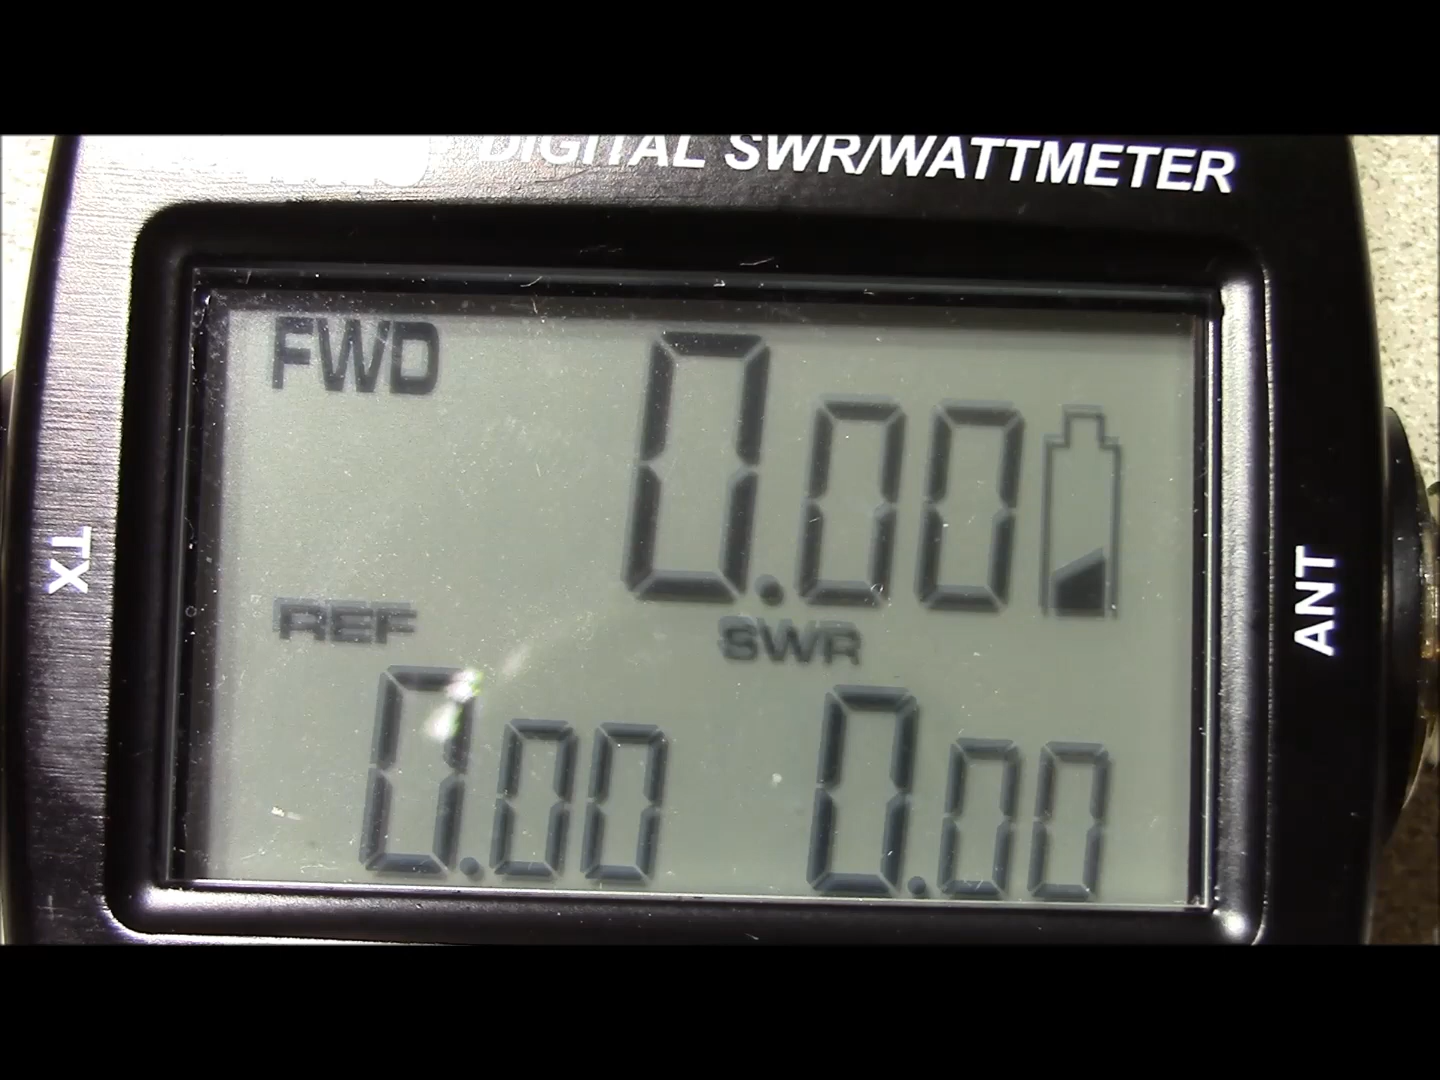 DIGITAL SWR/WATTMETER
FWD 0.00
TX
ANT
REF SWR
0.00 0.00